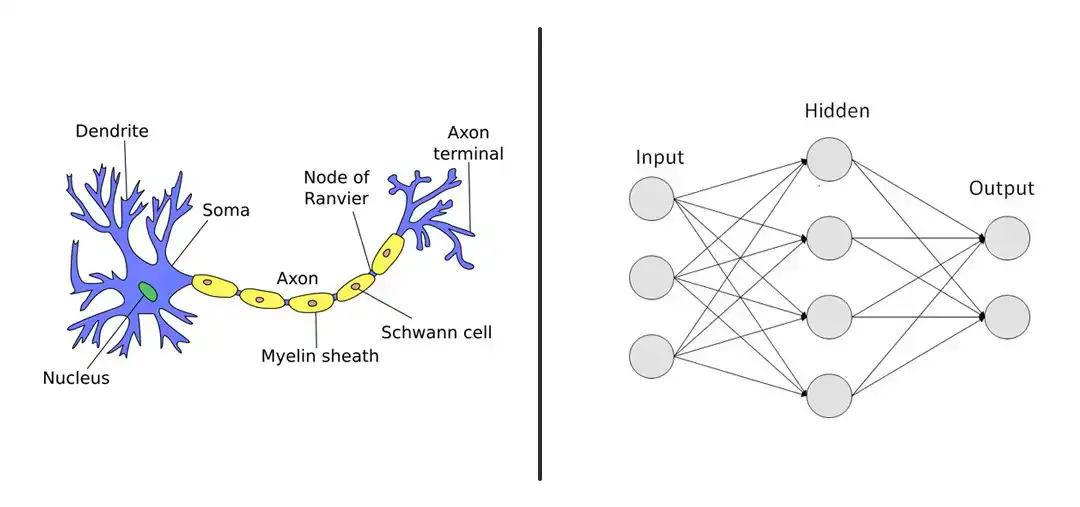 Dendrite
Axon
terminal
Node of
Ranvier
Soma
Axon
Schwann cell
Myelin sheath
Nucleus
Hidden
Input
Output